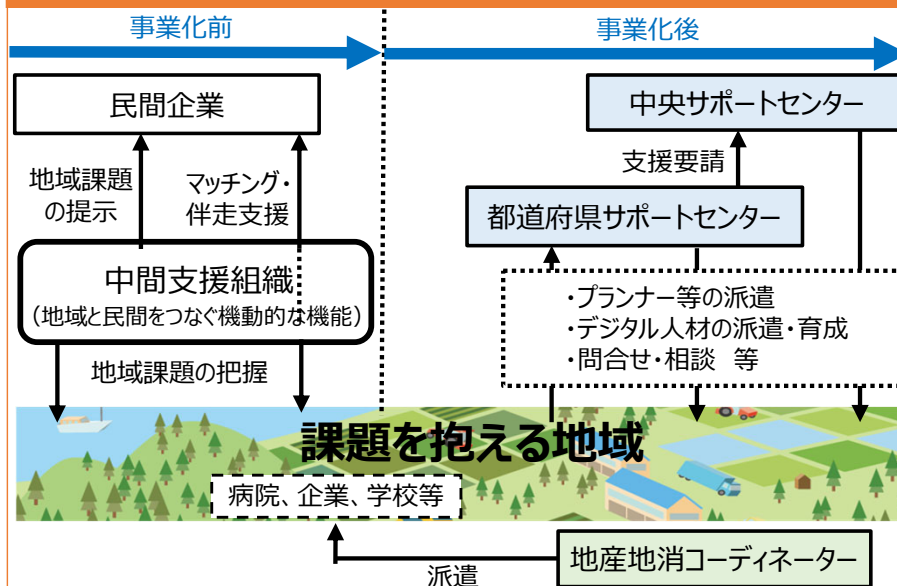 事業化前
事業化後
民間企業
中央サポートセンター
地域課題
の提示
マッチング・
伴走支援
支援要請
都道府県サポートセンター
中間支援組織
（地域と民間をつなぐ機動的な機能）
・プランナー等の派遣
・デジタル人材の派遣・育成
・問合せ・相談 等
地域課題の把握
課題を抱える地域
病院、企業、学校等
地産地消コーディネーター
派遣